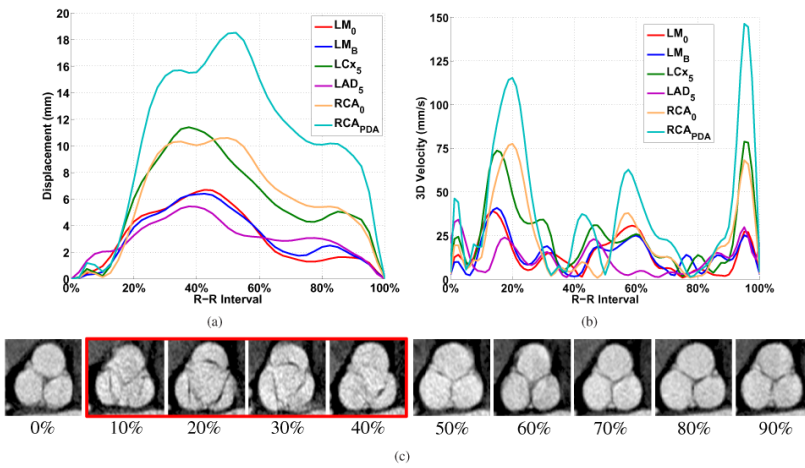 20
18
16
14
12
10
8
6
4
2
0
Displacement (mm)
LM0
LMB
LCx5
LAD5
RCA0
RCAPDA
0% 20% 40% 60% 80% 100%
R−R Interval
(a)
150
125
100
75
50
25
0
3D Velocity (mm/s)
LM0
LMB
LCx5
LAD5
RCA0
RCAPDA
0% 20% 40% 60% 80% 100%
R−R Interval
(b)
0% 10% 20% 30% 40% 50% 60% 70% 80% 90%
(c)